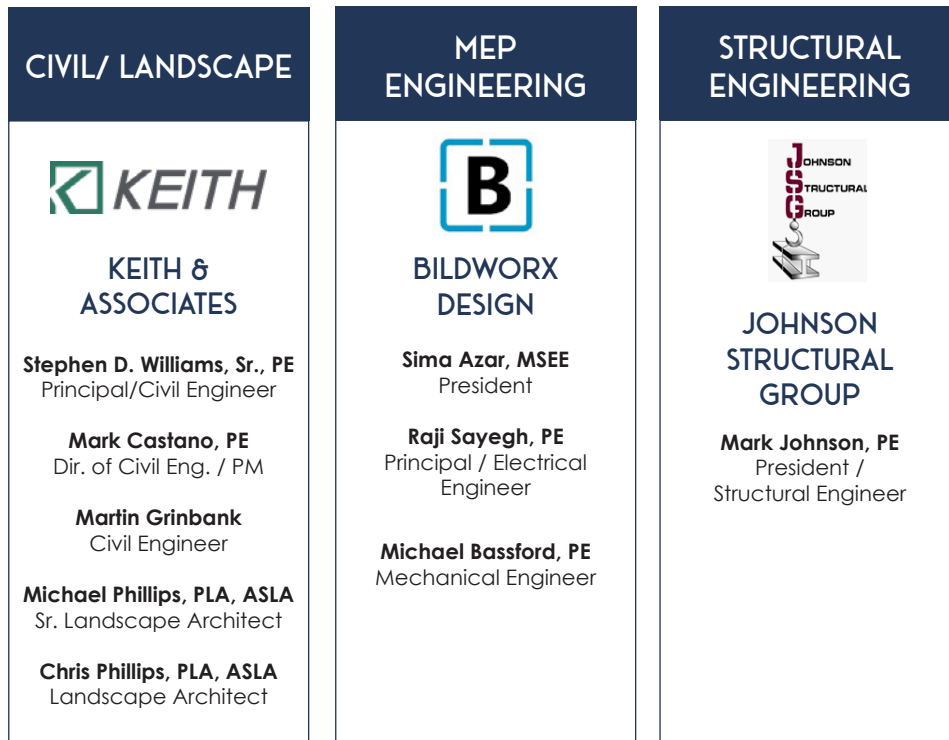 CIVIL/ LANDSCAPE
KEITH
KEITH &
ASSOCIATES
Stephen D. Williams, Sr., PE
Principal/Civil Engineer
Mark Castano, PE
Dir. of Civil Eng. / PM
Martin Grinbank
Civil Engineer
Michael Phillips, PLA, ASLA
Sr. Landscape Architect
Chris Phillips, PLA, ASLA
Landscape Architect
MEP
ENGINEERING
B
BILDWORX
DESIGN
Sima Azar, MSEE
President
Raji Sayegh, PE
Principal / Electrical
Engineer
Michael Bassford, PE
Mechanical Engineer
STRUCTURAL
ENGINEERING
JOHNSON
STRUCTURAL
GROUP
JOHNSON
STRUCTURAL
GROUP
Mark Johnson, PE
President /
Structural Engineer